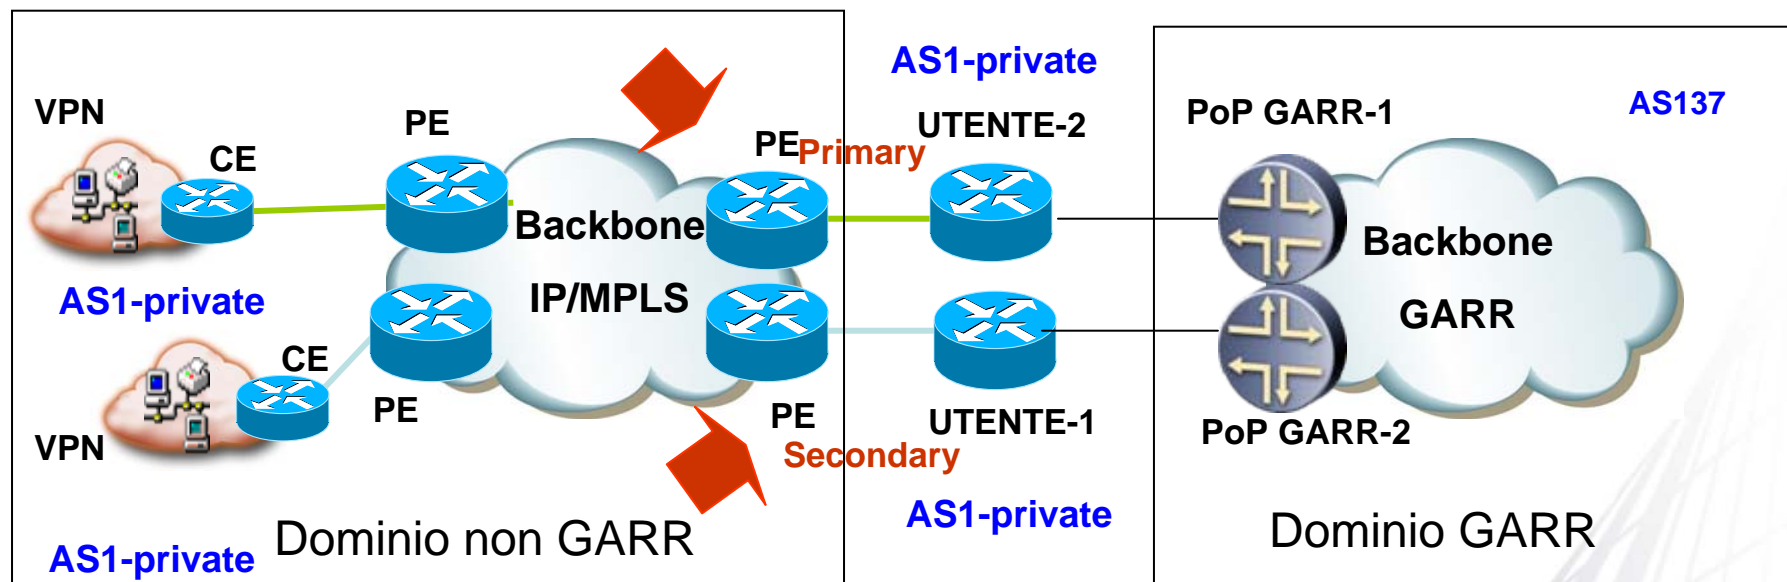 AS1-private
VPN
PE
CE
PE
Primary
UTENTE-2
PoP GARR-1
AS137
Backbone
IP/MPLS
Backbone
GARR
AS1-private
CE
PE
VPN
PE
Secondary
UTENTE-1
PoP GARR-2
AS1-private
Dominio non GARR
Dominio GARR
AS1-private